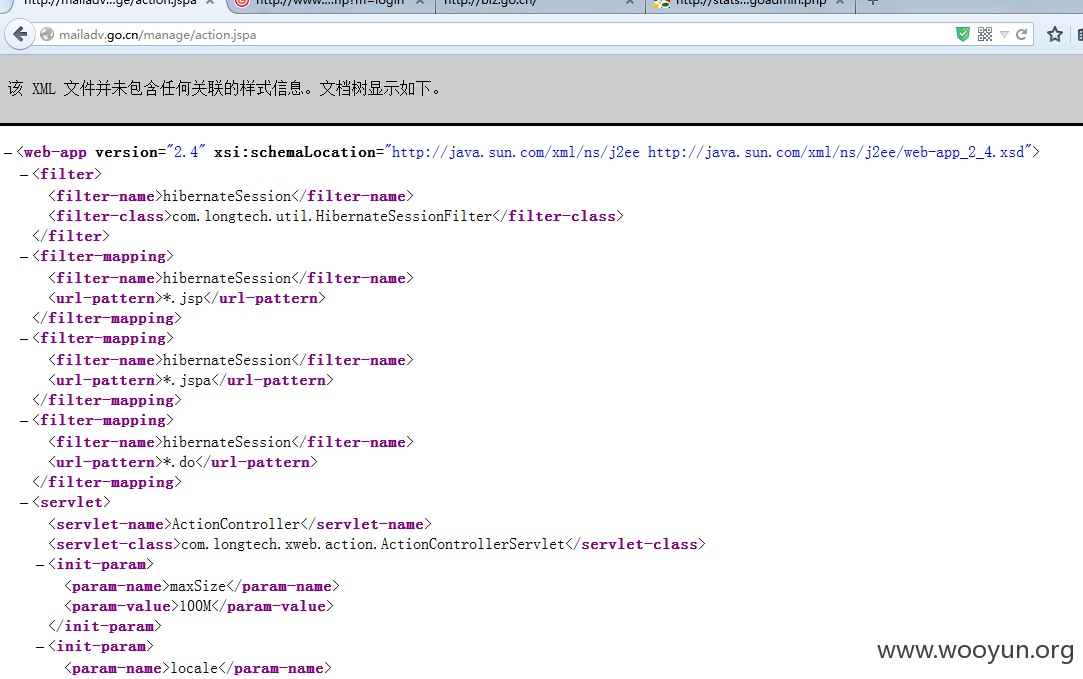 http://mailadv...ge/action.jspa × http://www....hp?m=login × http://biz.go.cn/ × http://stats....goadmin.php × +
mailadv.go.cn/manage/action.jspa
该 XML 文件并未包含任何关联的样式信息。文档树显示如下。
−<web-app version="2.4" xsi:schemaLocation="http://java.sun.com/xml/ns/j2ee http://java.sun.com/xml/ns/j2ee/web-app_2_4.xsd">
−<filter>
<filter-name>hibernateSession</filter-name>
<filter-class>com.longtech.util.HibernateSessionFilter</filter-class>
</filter>
−<filter-mapping>
<filter-name>hibernateSession</filter-name>
<url-pattern>*.jsp</url-pattern>
</filter-mapping>
−<filter-mapping>
<filter-name>hibernateSession</filter-name>
<url-pattern>*.jspa</url-pattern>
</filter-mapping>
−<filter-mapping>
<filter-name>hibernateSession</filter-name>
<url-pattern>*.do</url-pattern>
</filter-mapping>
−<servlet>
<servlet-name>ActionController</servlet-name>
<servlet-class>com.longtech.xweb.action.ActionControllerServlet</servlet-class>
−<init-param>
<param-name>maxSize</param-name>
<param-value>100M</param-value>
</init-param>
−<init-param>
<param-name>locale</param-name>
www.wooyun.org